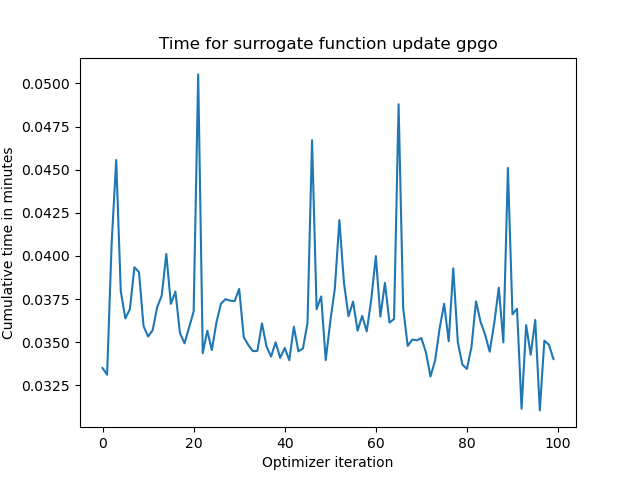 Time for surrogate function update gpgo
Cumulative time in minutes
0.0500
0.0475
0.0450
0.0425
0.0400
0.0375
0.0350
0.0325
0 20 40 60 80 100
Optimizer iteration